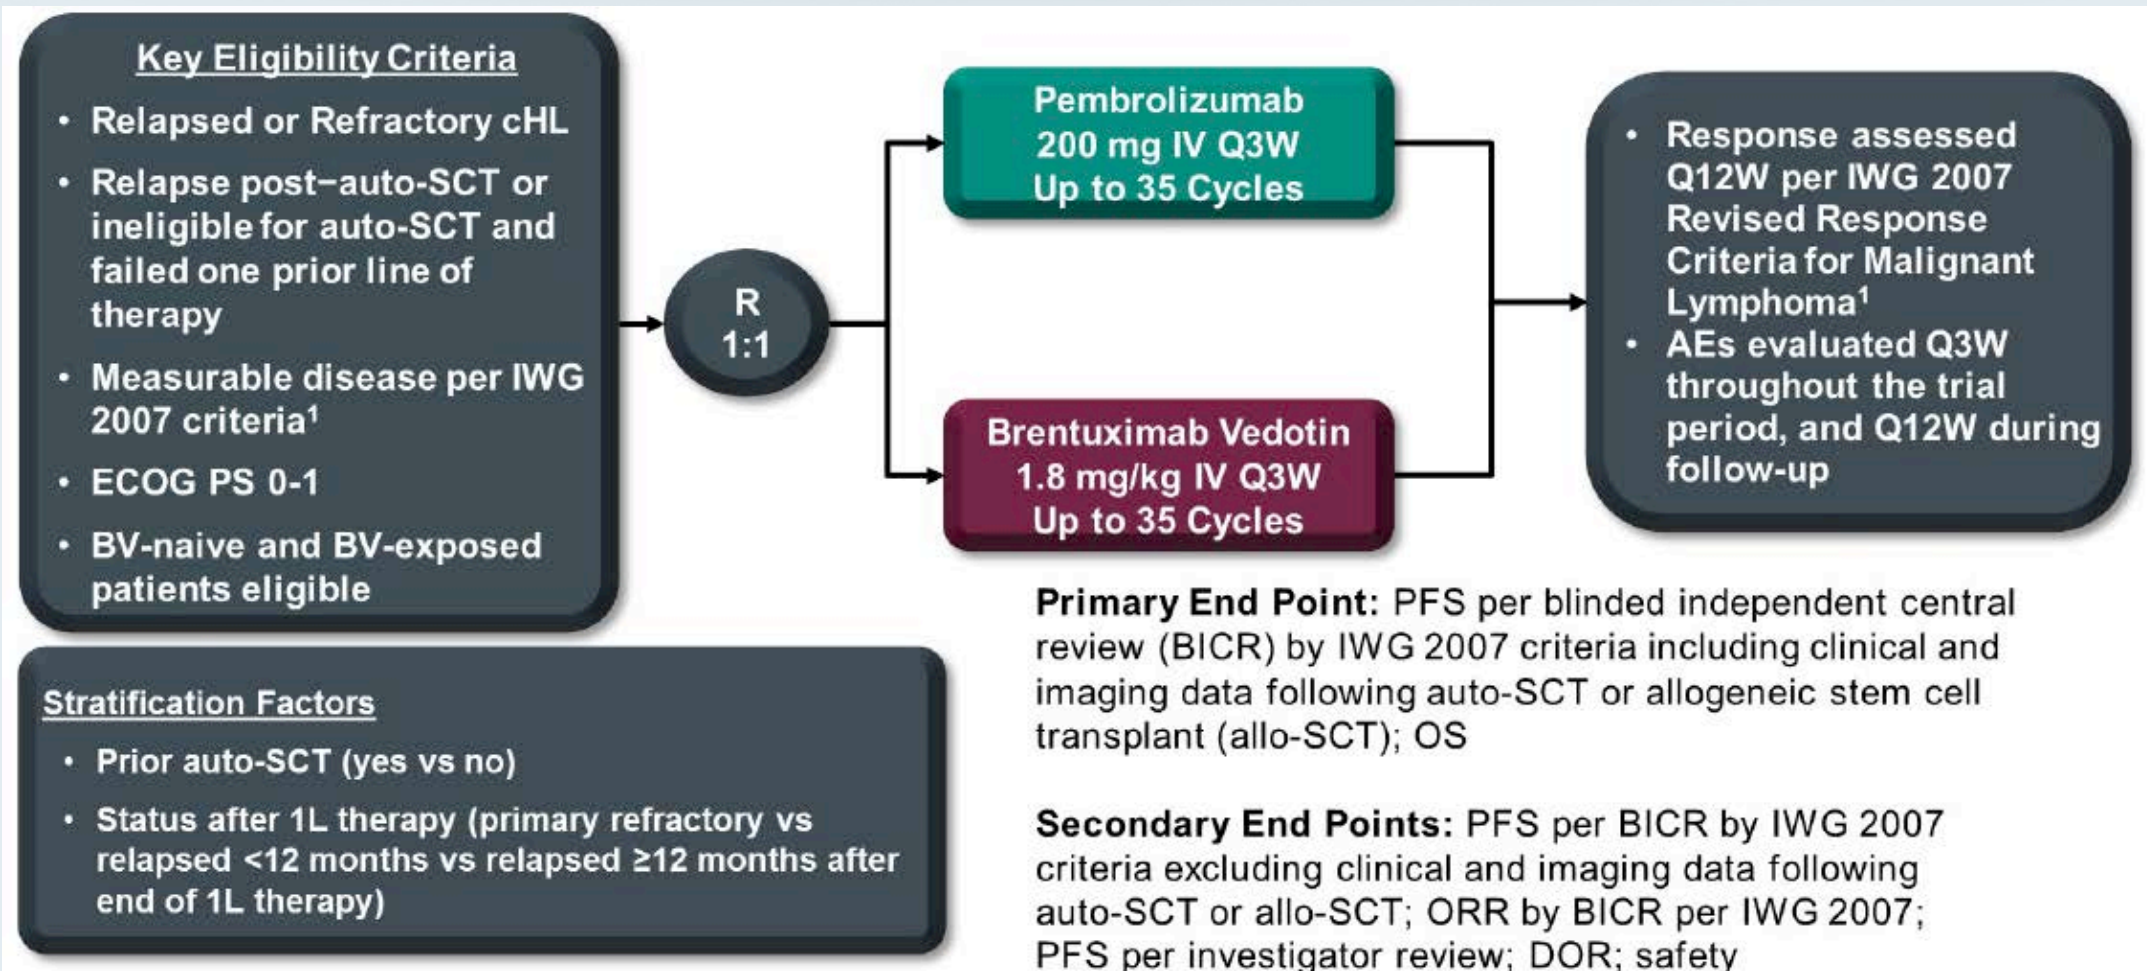 Key Eligibility Criteria
• Relapsed or Refractory cHL
• Relapse post−auto-SCT or
ineligible for auto-SCT and
failed one prior line of
therapy
• Measurable disease per IWG
2007 criteria¹
• ECOG PS 0-1
• BV-naive and BV-exposed
patients eligible
Stratification Factors
• Prior auto-SCT (yes vs no)
• Status after 1L therapy (primary refractory vs
relapsed <12 months vs relapsed ≥12 months after
end of 1L therapy)
R
1:1
Pembrolizumab
200 mg IV Q3W
Up to 35 Cycles
Brentuximab Vedotin
1.8 mg/kg IV Q3W
Up to 35 Cycles
• Response assessed
Q12W per IWG 2007
Revised Response
Criteria for Malignant
Lymphoma¹
• AEs evaluated Q3W
throughout the trial
period, and Q12W during
follow-up
Primary End Point: PFS per blinded independent central
review (BICR) by IWG 2007 criteria including clinical and
imaging data following auto-SCT or allogeneic stem cell
transplant (allo-SCT); OS
Secondary End Points: PFS per BICR by IWG 2007
criteria excluding clinical and imaging data following
auto-SCT or allo-SCT; ORR by BICR per IWG 2007;
PFS per investigator review; DOR; safety